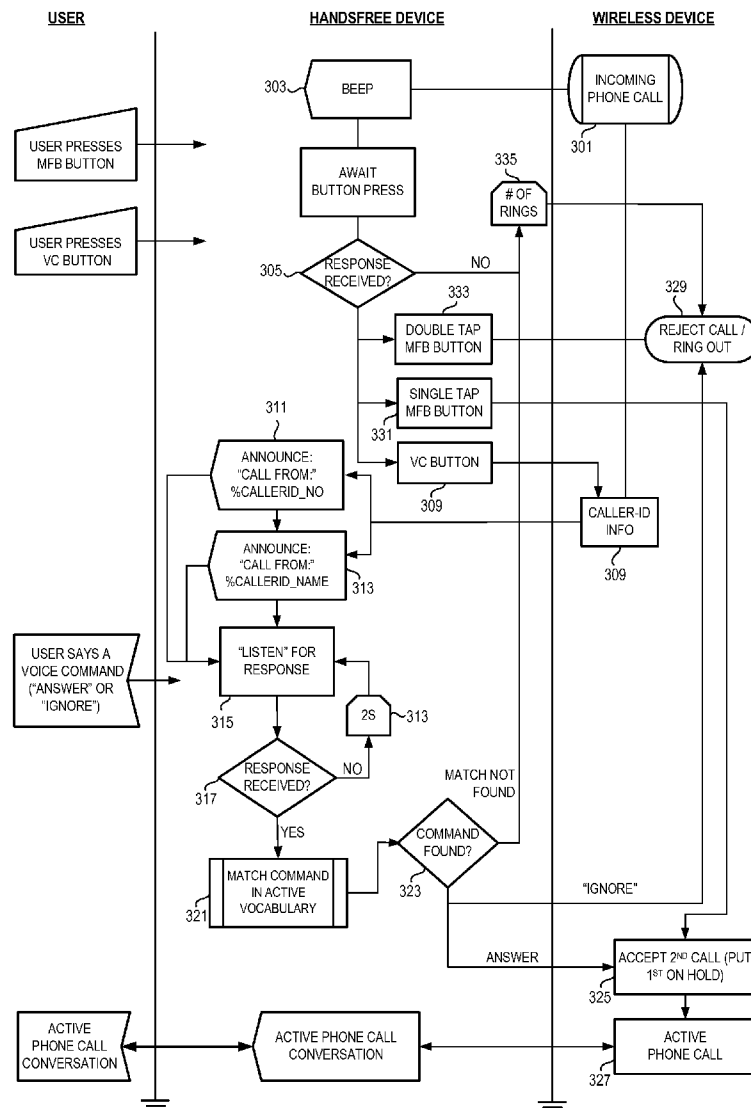 USER
HANDSFREE DEVICE
WIRELESS DEVICE
303
BEEP
INCOMING
PHONE CALL
301
USER PRESSES
MFB BUTTON
AWAIT
BUTTON PRESS
335
# OF
RINGS
USER PRESSES
VC BUTTON
305
RESPONSE
RECEIVED?
NO
333
329
DOUBLE TAP
MFB BUTTON
REJECT CALL /
RING OUT
SINGLE TAP
MFB BUTTON
331
311
VC BUTTON
309
ANNOUNCE:
"CALL FROM:"
%CALLERID_NO
CALLER-ID
INFO
309
ANNOUNCE:
"CALL FROM:"
%CALLERID_NAME
313
USER SAYS A
VOICE COMMAND
("ANSWER" OR
"IGNORE")
"LISTEN" FOR
RESPONSE
315
2S
313
RESPONSE
RECEIVED?
317
NO
YES
MATCH NOT
FOUND
COMMAND
FOUND?
323
MATCH COMMAND
IN ACTIVE
VOCABULARY
321
"IGNORE"
ANSWER
ACCEPT 2ND CALL (PUT
1ST ON HOLD)
325
ACTIVE
PHONE CALL
CONVERSATION
ACTIVE PHONE CALL
CONVERSATION
ACTIVE
PHONE CALL
327